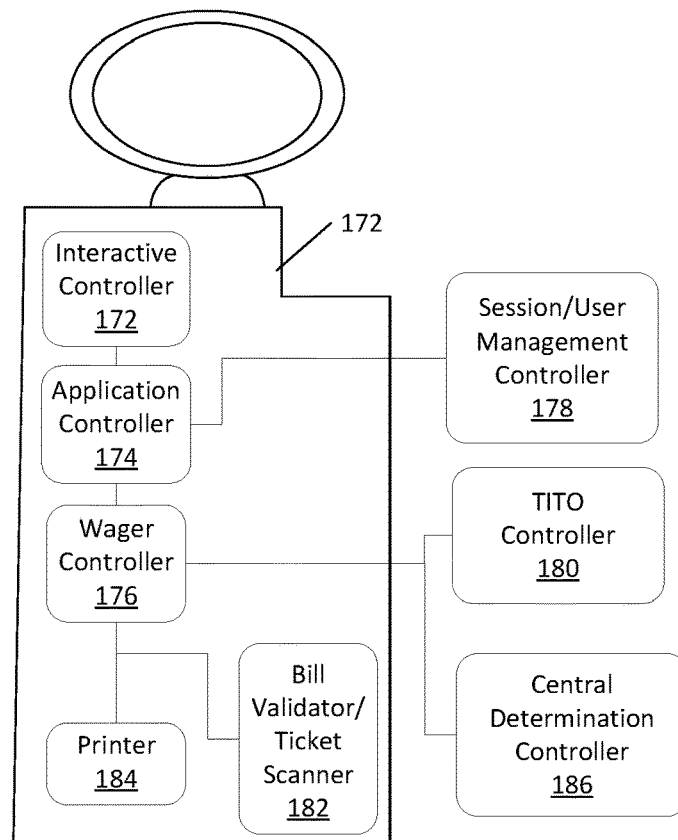 172
Interactive
Controller
172
Application
Controller
174
Wager
Controller
176
Printer
184
Bill
Validator/
Ticket
Scanner
182
Session/User
Management
Controller
178
TITO
Controller
180
Central
Determination
Controller
186